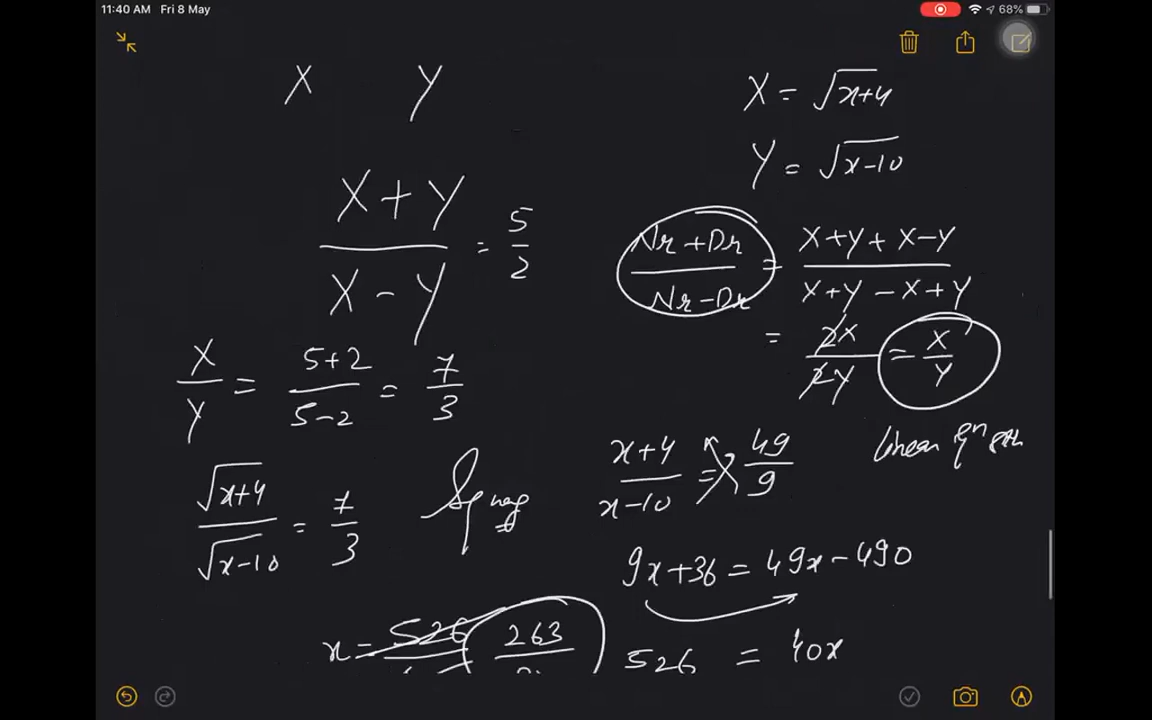 11:40 AM Fri 8 May 68%
X Y
X = √x+4
Y = √x-10
X+Y / X-Y = 5/2
Nr+Dr / Nr-Dr = X+Y+X-Y / X+Y-X+Y
= 2X / 2Y = X/Y
X/Y = 5+2 / 5-2 = 7/3
Linear eqn
√x+4 / √x-10 = 7/3
x+4 / x-10 = 49/9
9x+36 = 49x-490
526 = 40x
x = 526 263